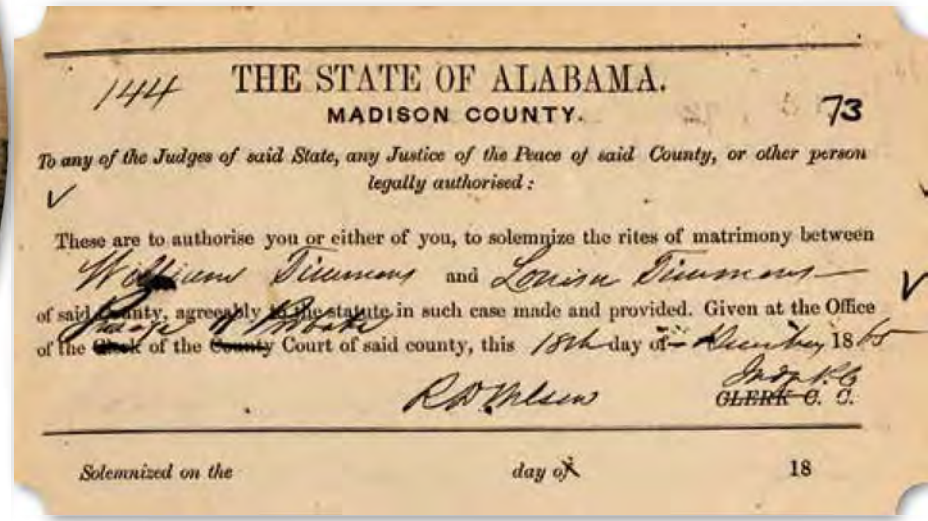 144 THE STATE OF ALABAMA.
MADISON COUNTY. 73
To any of the Judges of said State, any Justice of the Peace of said County, or other person
legally authorised :
These are to authorise you or either of you, to solemnize the rites of matrimony between
William Timmons and Louisa Timmons
of said County, agreeably to the statute in such case made and provided. Given at the Office
Judge of Probate
of the Clerk of the County Court of said county, this 18th day of December 1865
Judge P. C.
CLERK C. C.
Solemnized on the day of 18